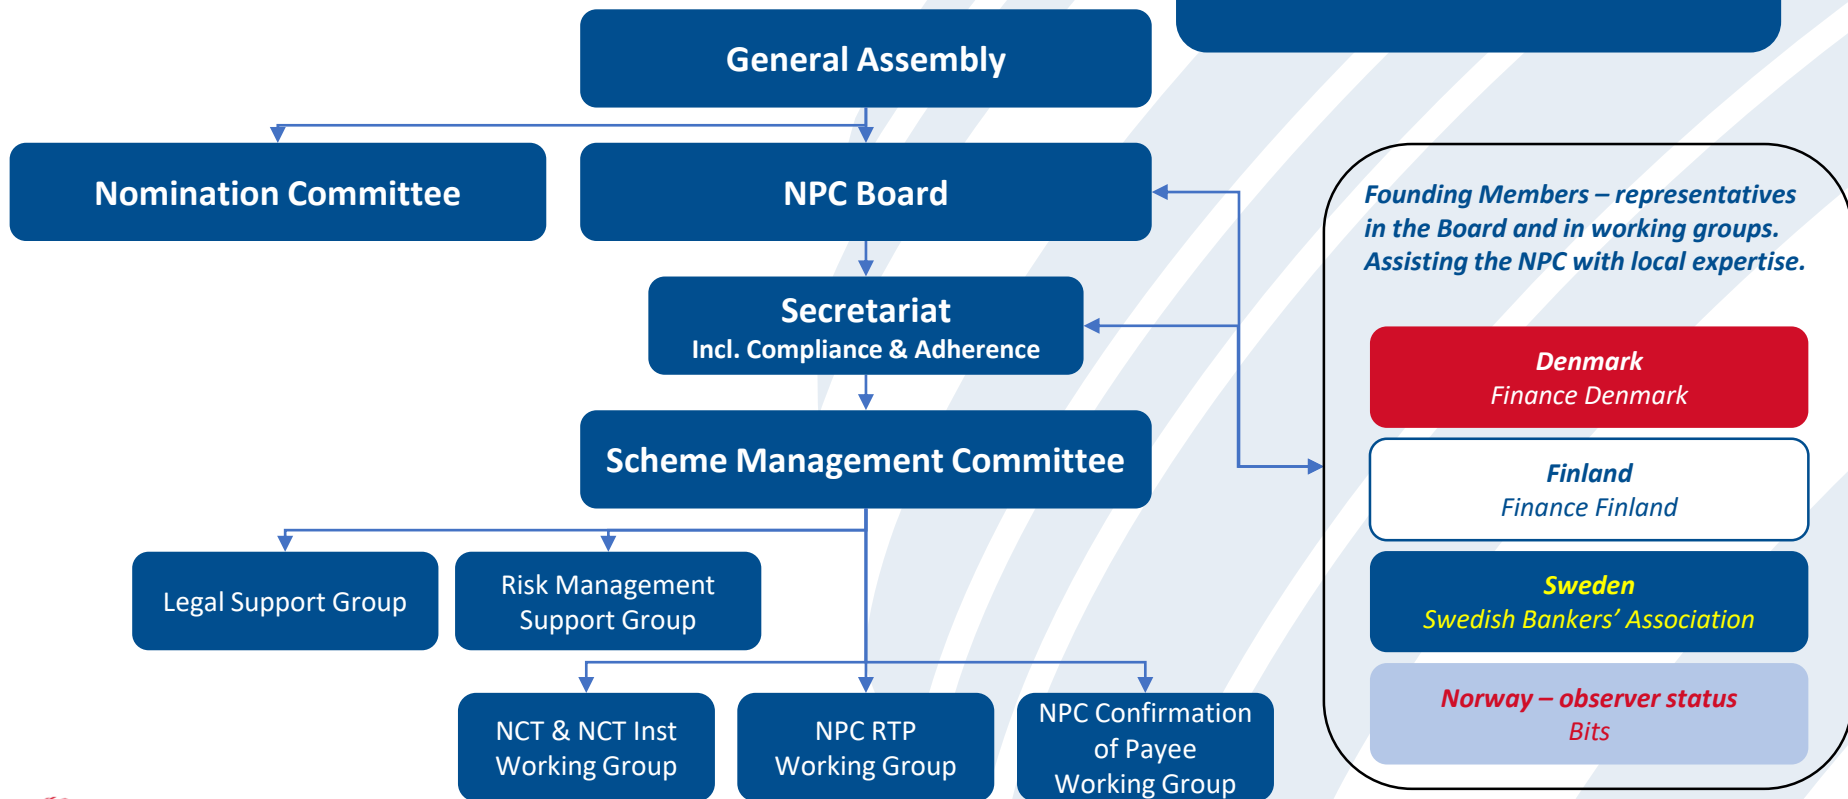 General Assembly
Nomination Committee
NPC Board
Secretariat
Incl. Compliance & Adherence
Scheme Management Committee
Legal Support Group
Risk Management
Support Group
NCT & NCT Inst
Working Group
NPC RTP
Working Group
NPC Confirmation
of Payee
Working Group
Founding Members – representatives
in the Board and in working groups.
Assisting the NPC with local expertise.
Denmark
Finance Denmark
Finland
Finance Finland
Sweden
Swedish Bankers’ Association
Norway – observer status
Bits